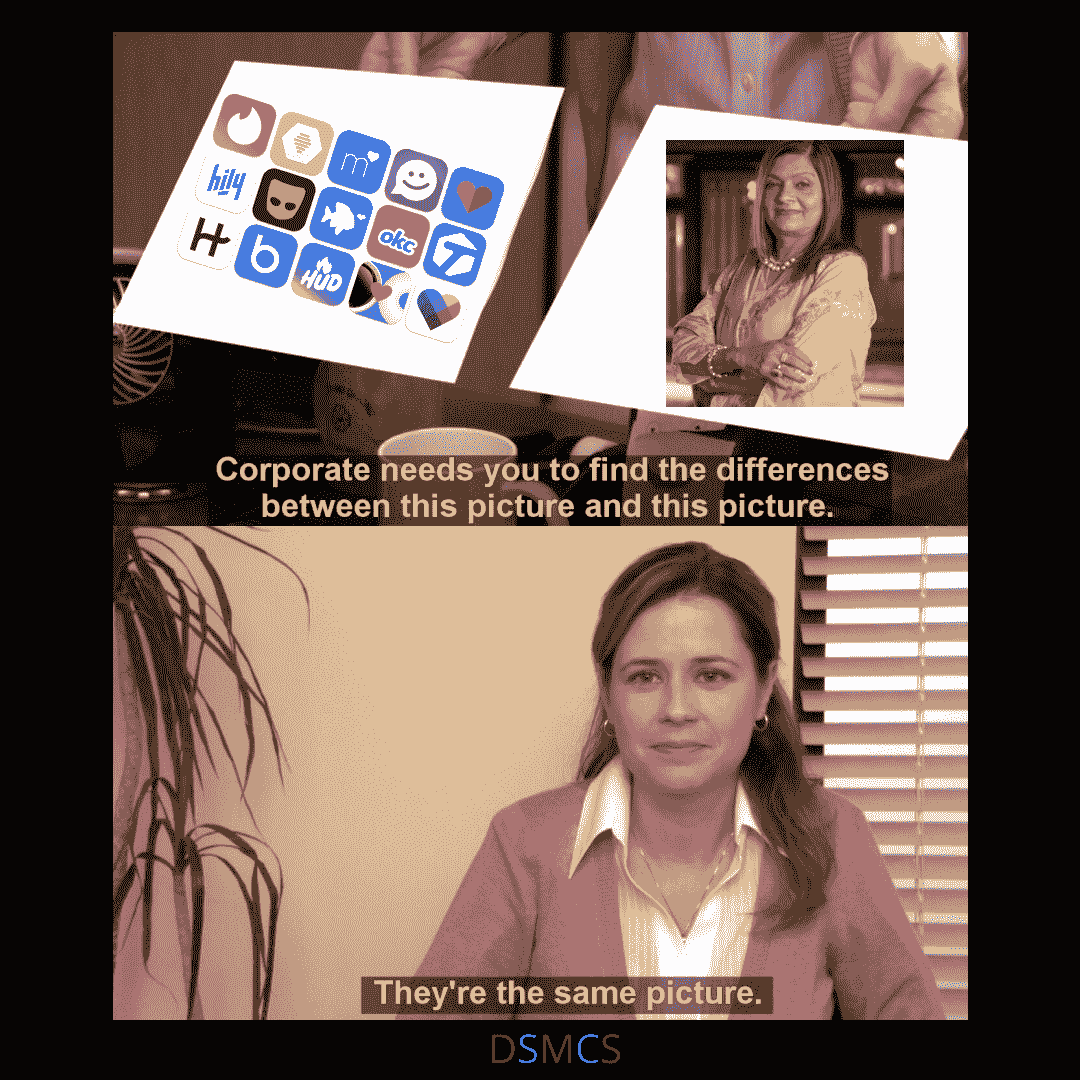 m
hily
okc
H
b
HUD
Corporate needs you to find the differences
between this picture and this picture.
They're the same picture.
DSMCS